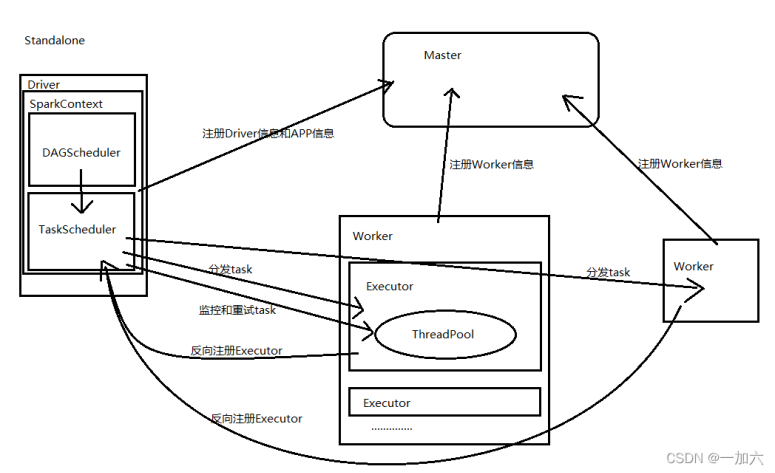 Standalone
Master
Driver
SparkContext
DAGScheduler
注册Driver信息和APP信息
注册Worker信息
注册Worker信息
TaskScheduler
Worker
Worker
分发task
分发task
Executor
监控和重试task
ThreadPool
反向注册Executor
Executor
反向注册Executor
..............
CSDN @一加六